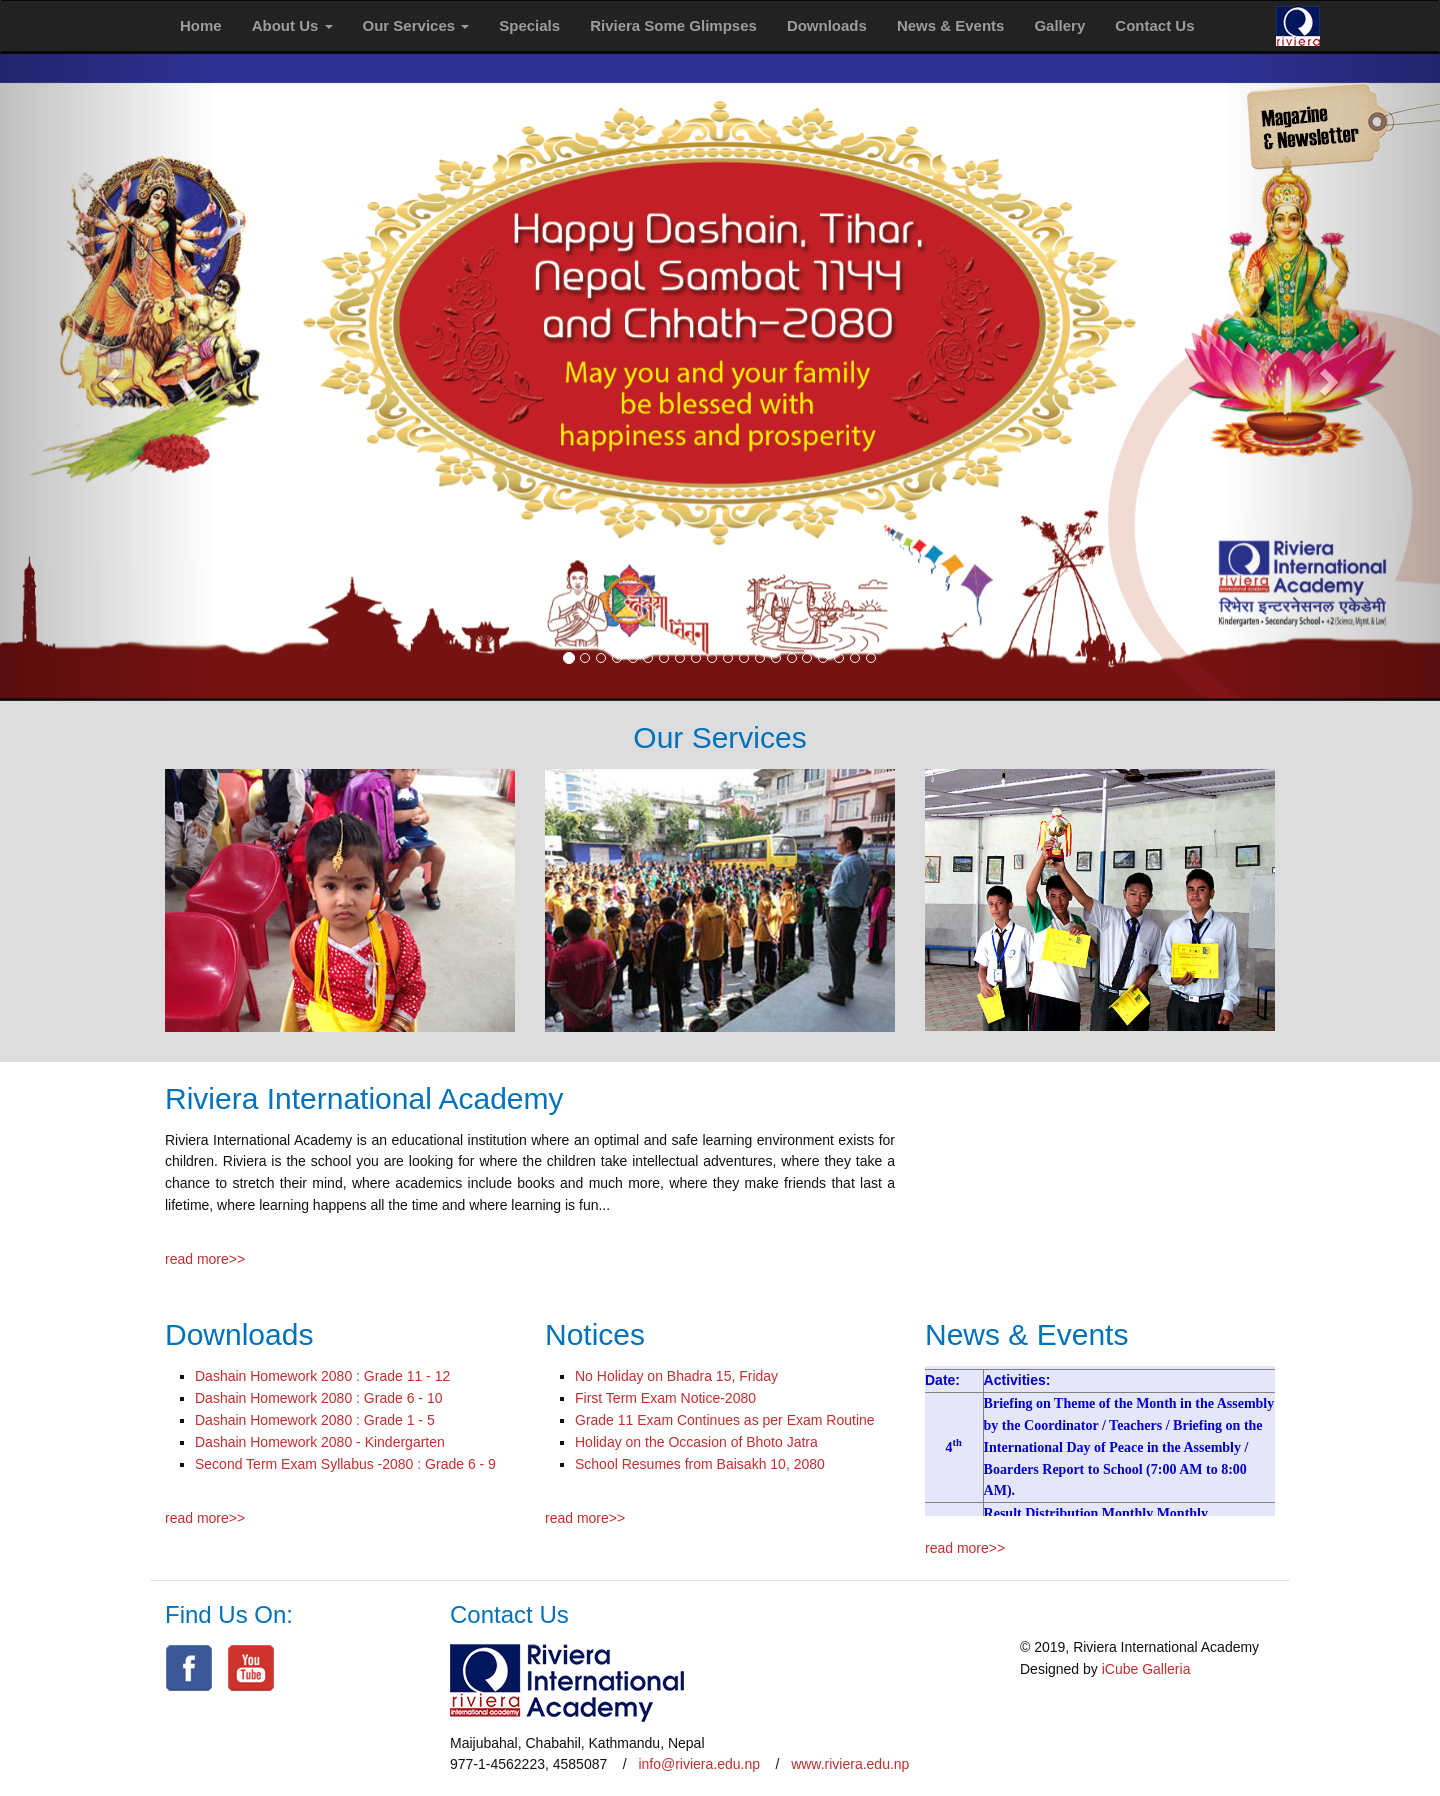 Home About Us Our Services Specials Riviera Some Glimpses Downloads News & Events Gallery Contact Us
riviera
Magazine
& Newsletter
Happy Dashain, Tihar,
Nepal Sambat 1144
and Chhath-2080
May you and your family
be blessed with
happiness and prosperity
Riviera
International
Academy
riviera
international academy
रिभेरा इन्टरनेसनल एकेडेमी
Kindergarten • Secondary School • +2 (Science, Mgmt. & Law)
Our Services
Riviera International Academy
Riviera International Academy is an educational institution where an optimal and safe learning environment exists for
children. Riviera is the school you are looking for where the children take intellectual adventures, where they take a
chance to stretch their mind, where academics include books and much more, where they make friends that last a
lifetime, where learning happens all the time and where learning is fun...
read more>>
Downloads
Dashain Homework 2080 : Grade 11 - 12
Dashain Homework 2080 : Grade 6 - 10
Dashain Homework 2080 : Grade 1 - 5
Dashain Homework 2080 - Kindergarten
Second Term Exam Syllabus -2080 : Grade 6 - 9
read more>>
Notices
No Holiday on Bhadra 15, Friday
First Term Exam Notice-2080
Grade 11 Exam Continues as per Exam Routine
Holiday on the Occasion of Bhoto Jatra
School Resumes from Baisakh 10, 2080
read more>>
News & Events
Date: Activities:
4th
Briefing on Theme of the Month in the Assembly
by the Coordinator / Teachers / Briefing on the
International Day of Peace in the Assembly /
Boarders Report to School (7:00 AM to 8:00
AM).
Result Distribution Monthly Monthly
read more>>
Find Us On:
f
You
Tube
Contact Us
Riviera
International
Academy
riviera
international academy
Maijubahal, Chabahil, Kathmandu, Nepal
977-1-4562223, 4585087 / info@riviera.edu.np / www.riviera.edu.np
© 2019, Riviera International Academy
Designed by iCube Galleria